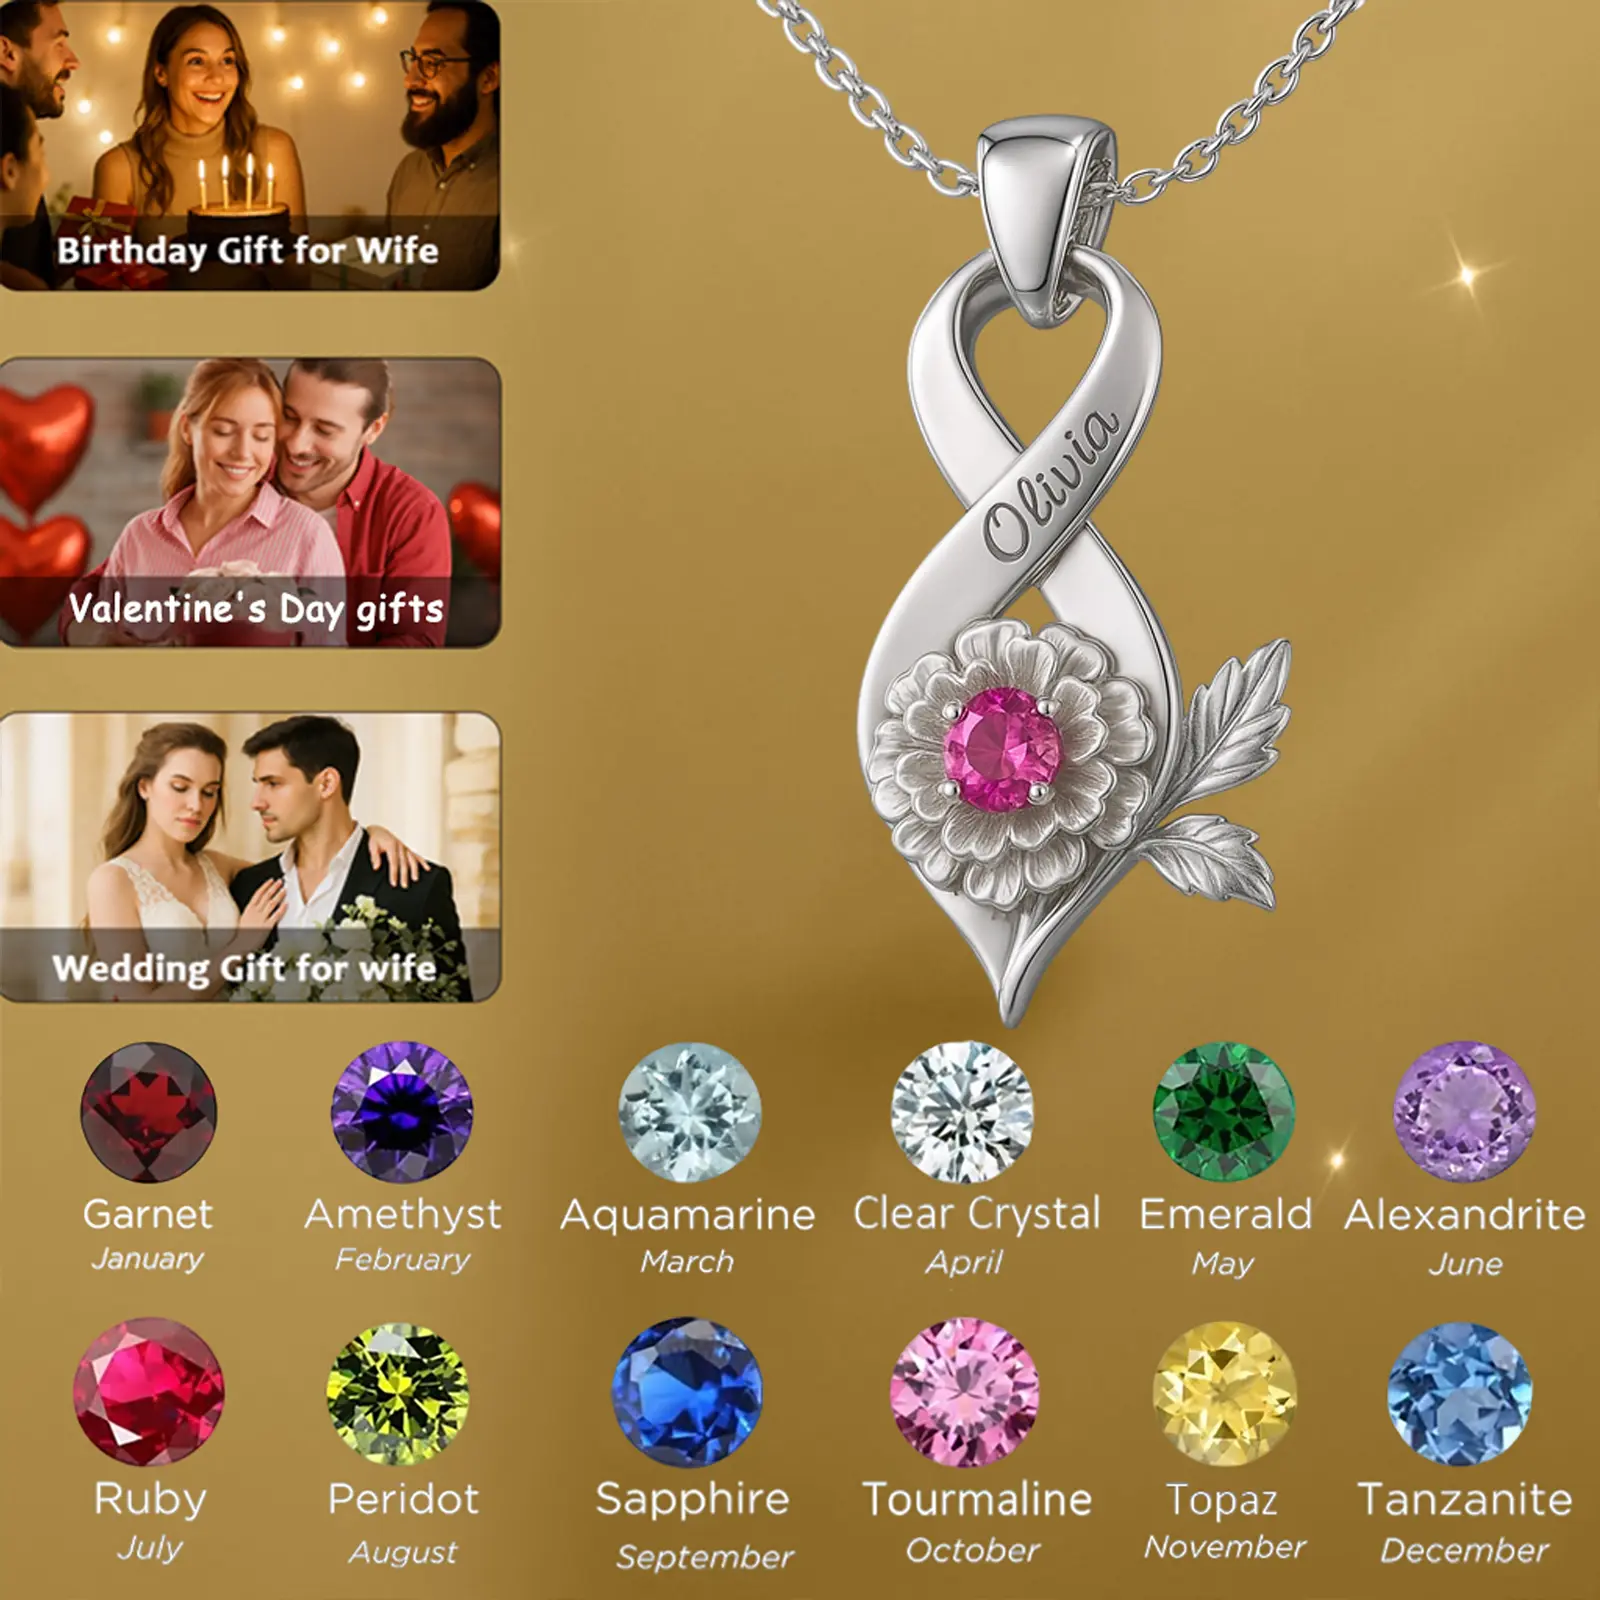 Birthday Gift for Wife
Valentine's Day gifts
Wedding Gift for wife
Olivia
Garnet
January
Amethyst
February
Aquamarine
March
Clear Crystal
April
Emerald
May
Alexandrite
June
Ruby
July
Peridot
August
Sapphire
September
Tourmaline
October
Topaz
November
Tanzanite
December